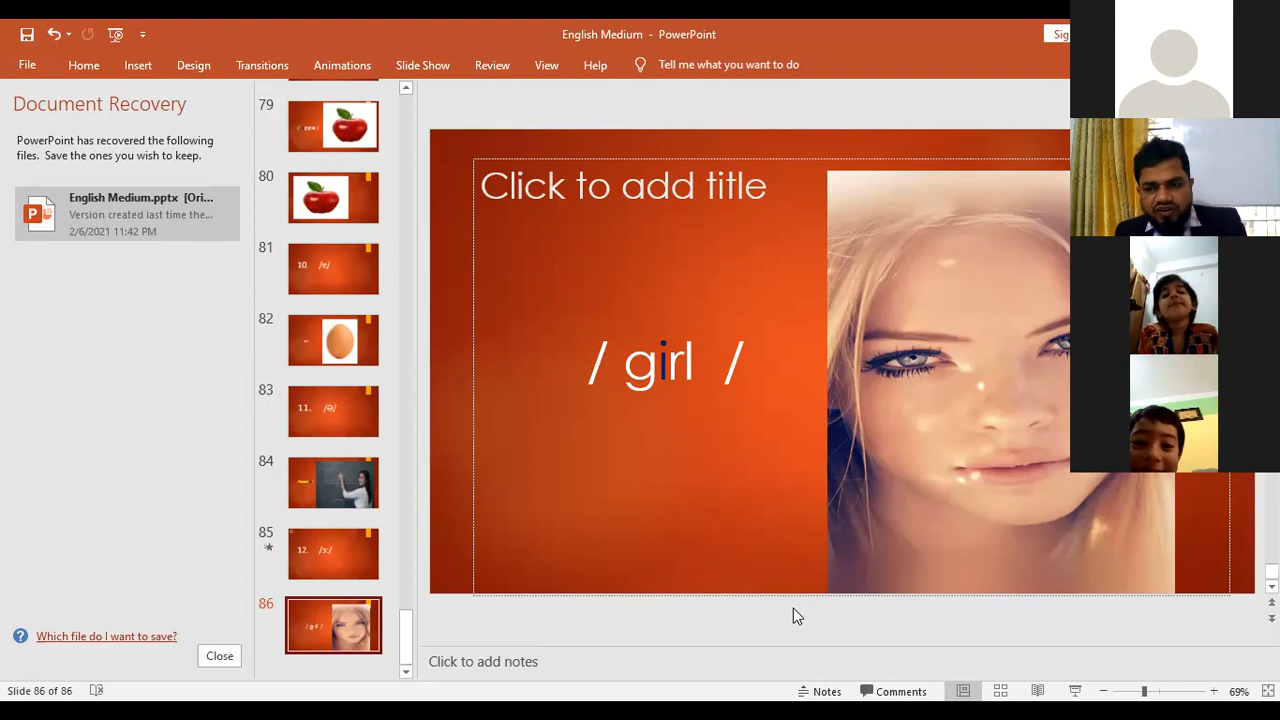 English Medium - PowerPoint
Sig
File Home Insert Design Transitions Animations Slide Show Review View Help Tell me what you want to do
Document Recovery
PowerPoint has recovered the following
files. Save the ones you wish to keep.
English Medium.pptx [Ori...
Version created last time the...
2/6/2021 11:42 PM
Which file do I want to save?
Close
79
80
81
10. /e/
82
83
11. /ə/
84
85
12. /ɜ:/
86
/ girl /
Click to add title
/ girl /
Click to add notes
Slide 86 of 86
Notes Comments 69%